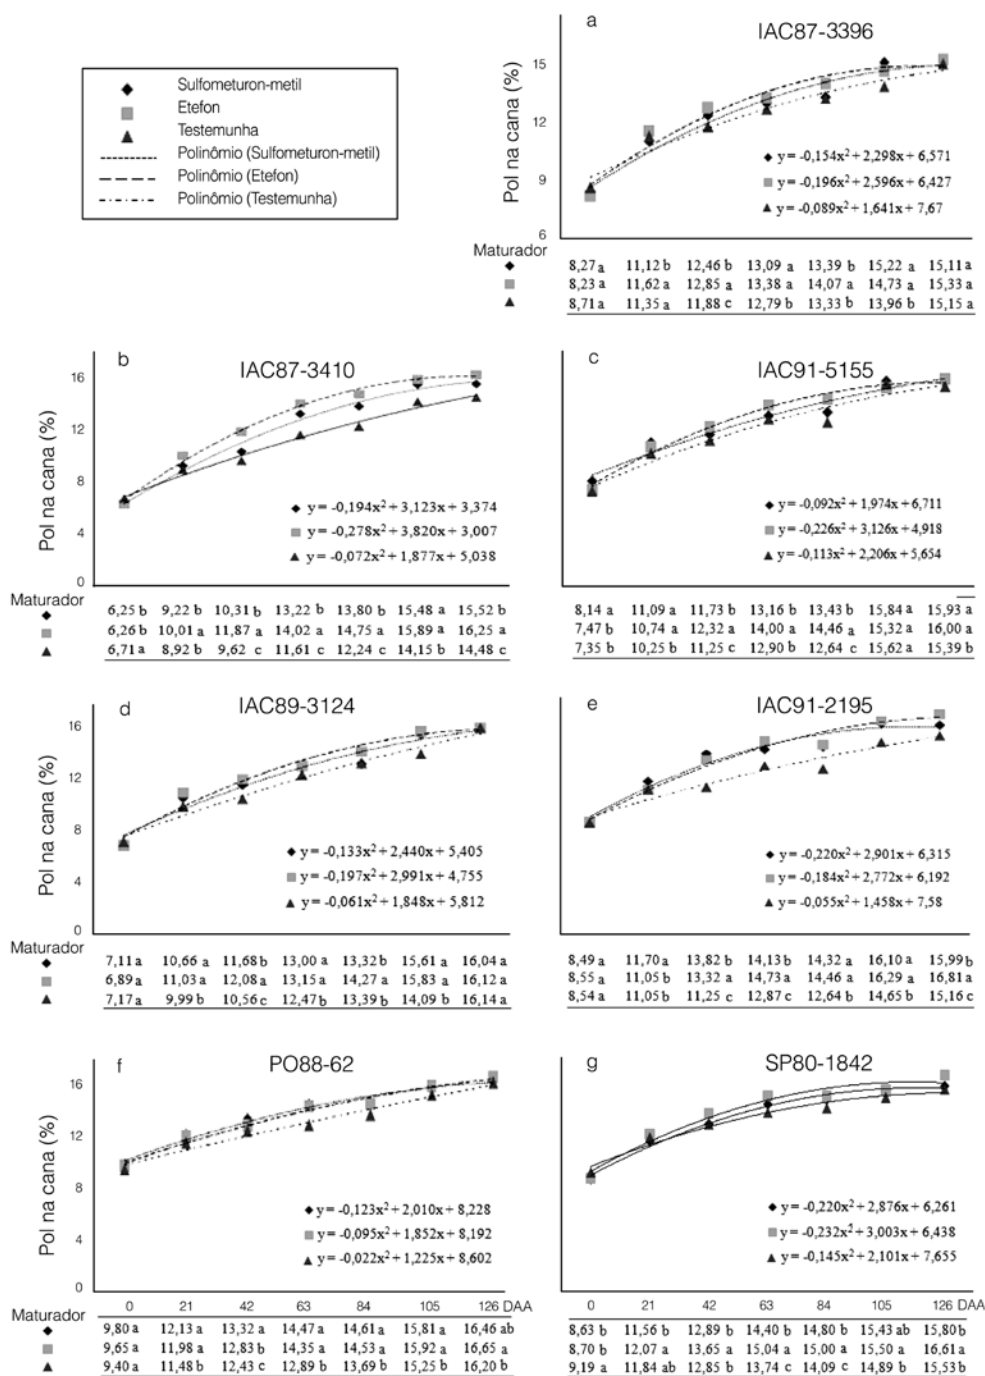 Sulfometuron-metil
Etefon
Testemunha
Polinômio (Sulfometuron-metil)
Polinômio (Etefon)
Polinômio (Testemunha)
a
IAC87-3396
Pol na cana (%)
15
12
9
6
y = -0,154x² + 2,298x + 6,571
y = -0,196x² + 2,596x + 6,427
y = -0,089x² + 1,641x + 7,67
Maturador
8,27 a 11,12 b 12,46 b 13,09 a 13,39 b 15,22 a 15,11 a
8,23 a 11,62 a 12,85 a 13,38 a 14,07 a 14,73 a 15,33 a
8,71 a 11,35 a 11,88 c 12,79 b 13,33 b 13,96 b 15,15 a
b
IAC87-3410
Pol na cana (%)
16
12
8
4
0
y = -0,194x² + 3,123x + 3,374
y = -0,278x² + 3,820x + 3,007
y = -0,072x² + 1,877x + 5,038
Maturador
6,25 b 9,22 b 10,31 b 13,22 b 13,80 b 15,48 a 15,52 b
6,26 b 10,01 a 11,87 a 14,02 a 14,75 a 15,89 a 16,25 a
6,71 a 8,92 b 9,62 c 11,61 c 12,24 c 14,15 b 14,48 c
c
IAC91-5155
y = -0,092x² + 1,974x + 6,711
y = -0,226x² + 3,126x + 4,918
y = -0,113x² + 2,206x + 5,654
8,14 a 11,09 a 11,73 b 13,16 b 13,43 b 15,84 a 15,93 a
7,47 b 10,74 a 12,32 a 14,00 a 14,46 a 15,32 a 16,00 a
7,35 b 10,25 b 11,25 c 12,90 b 12,64 c 15,62 a 15,39 b
d
IAC89-3124
Pol na cana (%)
16
12
8
4
0
y = -0,133x² + 2,440x + 5,405
y = -0,197x² + 2,991x + 4,755
y = -0,061x² + 1,848x + 5,812
Maturador
7,11 a 10,66 a 11,68 b 13,00 a 13,32 b 15,61 a 16,04 a
6,89 a 11,03 a 12,08 a 13,15 a 14,27 a 15,83 a 16,12 a
7,17 a 9,99 b 10,56 c 12,47 b 13,39 b 14,09 b 16,14 a
e
IAC91-2195
y = -0,220x² + 2,901x + 6,315
y = -0,184x² + 2,772x + 6,192
y = -0,055x² + 1,458x + 7,58
8,49 a 11,70 a 13,82 b 14,13 b 14,32 a 16,10 a 15,99 b
8,55 a 11,05 b 13,32 a 14,73 a 14,46 a 16,29 a 16,81 a
8,54 a 11,05 b 11,25 c 12,87 c 12,64 b 14,65 b 15,16 c
f
PO88-62
Pol na cana (%)
16
12
8
4
0
y = -0,123x² + 2,010x + 8,228
y = -0,095x² + 1,852x + 8,192
y = -0,022x² + 1,225x + 8,602
0 21 42 63 84 105 126 DAA
Maturador
9,80 a 12,13 a 13,32 a 14,47 a 14,61 a 15,81 a 16,46 ab
9,65 a 11,98 a 12,83 b 14,35 a 14,53 a 15,92 a 16,65 a
9,40 a 11,48 b 12,43 c 12,89 b 13,69 b 15,25 b 16,20 b
g
SP80-1842
y = -0,220x² + 2,876x + 6,261
y = -0,232x² + 3,003x + 6,438
y = -0,145x² + 2,101x + 7,655
0 21 42 63 84 105 126 DAA
8,63 b 11,56 b 12,89 b 14,40 b 14,80 b 15,43 ab 15,80 b
8,70 b 12,07 a 13,65 a 15,04 a 15,00 a 15,50 a 16,61 a
9,19 a 11,84 ab 12,85 b 13,74 c 14,09 c 14,89 b 15,53 b